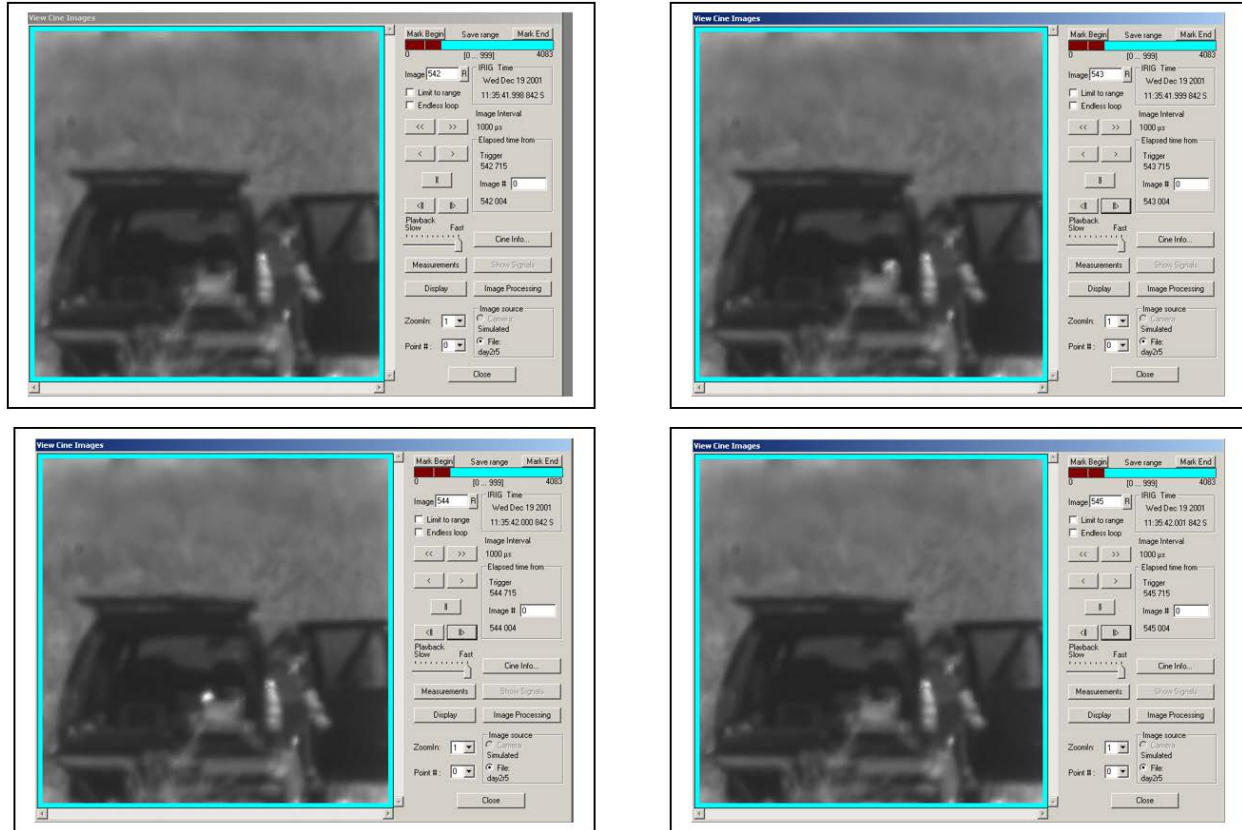 View Cine Images
Mark Begin Save range Mark End
0 [0 ... 999] 4083
Image 542 R
IRIG Time
Wed Dec 19 2001
11:35:41.998 842 S
Limit to range
Endless loop
Image Interval
1000 µs
<< >>
Elapsed time from
Trigger
542 715
< >
Image # 0
||
542 004
<|| ||>
Playback
Slow Fast
Cine Info...
Measurements Show Signals
Display Image Processing
Image source
Camera
Simulated
File:
day2r5
ZoomIn: 1
Point # : 0
Close
View Cine Images
Mark Begin Save range Mark End
0 [0 ... 999] 4083
Image 543 R
IRIG Time
Wed Dec 19 2001
11:35:41.999 842 S
Limit to range
Endless loop
Image Interval
1000 µs
<< >>
Elapsed time from
Trigger
543 715
< >
Image # 0
||
543 004
<|| ||>
Playback
Slow Fast
Cine Info...
Measurements Show Signals
Display Image Processing
Image source
Camera
Simulated
File:
day2r5
ZoomIn: 1
Point # : 0
Close
View Cine Images
Mark Begin Save range Mark End
0 [0 ... 999] 4083
Image 544 R
IRIG Time
Wed Dec 19 2001
11:35:42.000 842 S
Limit to range
Endless loop
Image Interval
1000 µs
<< >>
Elapsed time from
Trigger
544 715
< >
Image # 0
||
544 004
<|| ||>
Playback
Slow Fast
Cine Info...
Measurements Show Signals
Display Image Processing
Image source
Camera
Simulated
File:
day2r5
ZoomIn: 1
Point # : 0
Close
View Cine Images
Mark Begin Save range Mark End
0 [0 ... 999] 4083
Image 545 R
IRIG Time
Wed Dec 19 2001
11:35:42.001 842 S
Limit to range
Endless loop
Image Interval
1000 µs
<< >>
Elapsed time from
Trigger
545 715
< >
Image # 0
||
545 004
<|| ||>
Playback
Slow Fast
Cine Info...
Measurements Show Signals
Display Image Processing
Image source
Camera
Simulated
File:
day2r5
ZoomIn: 1
Point # : 0
Close